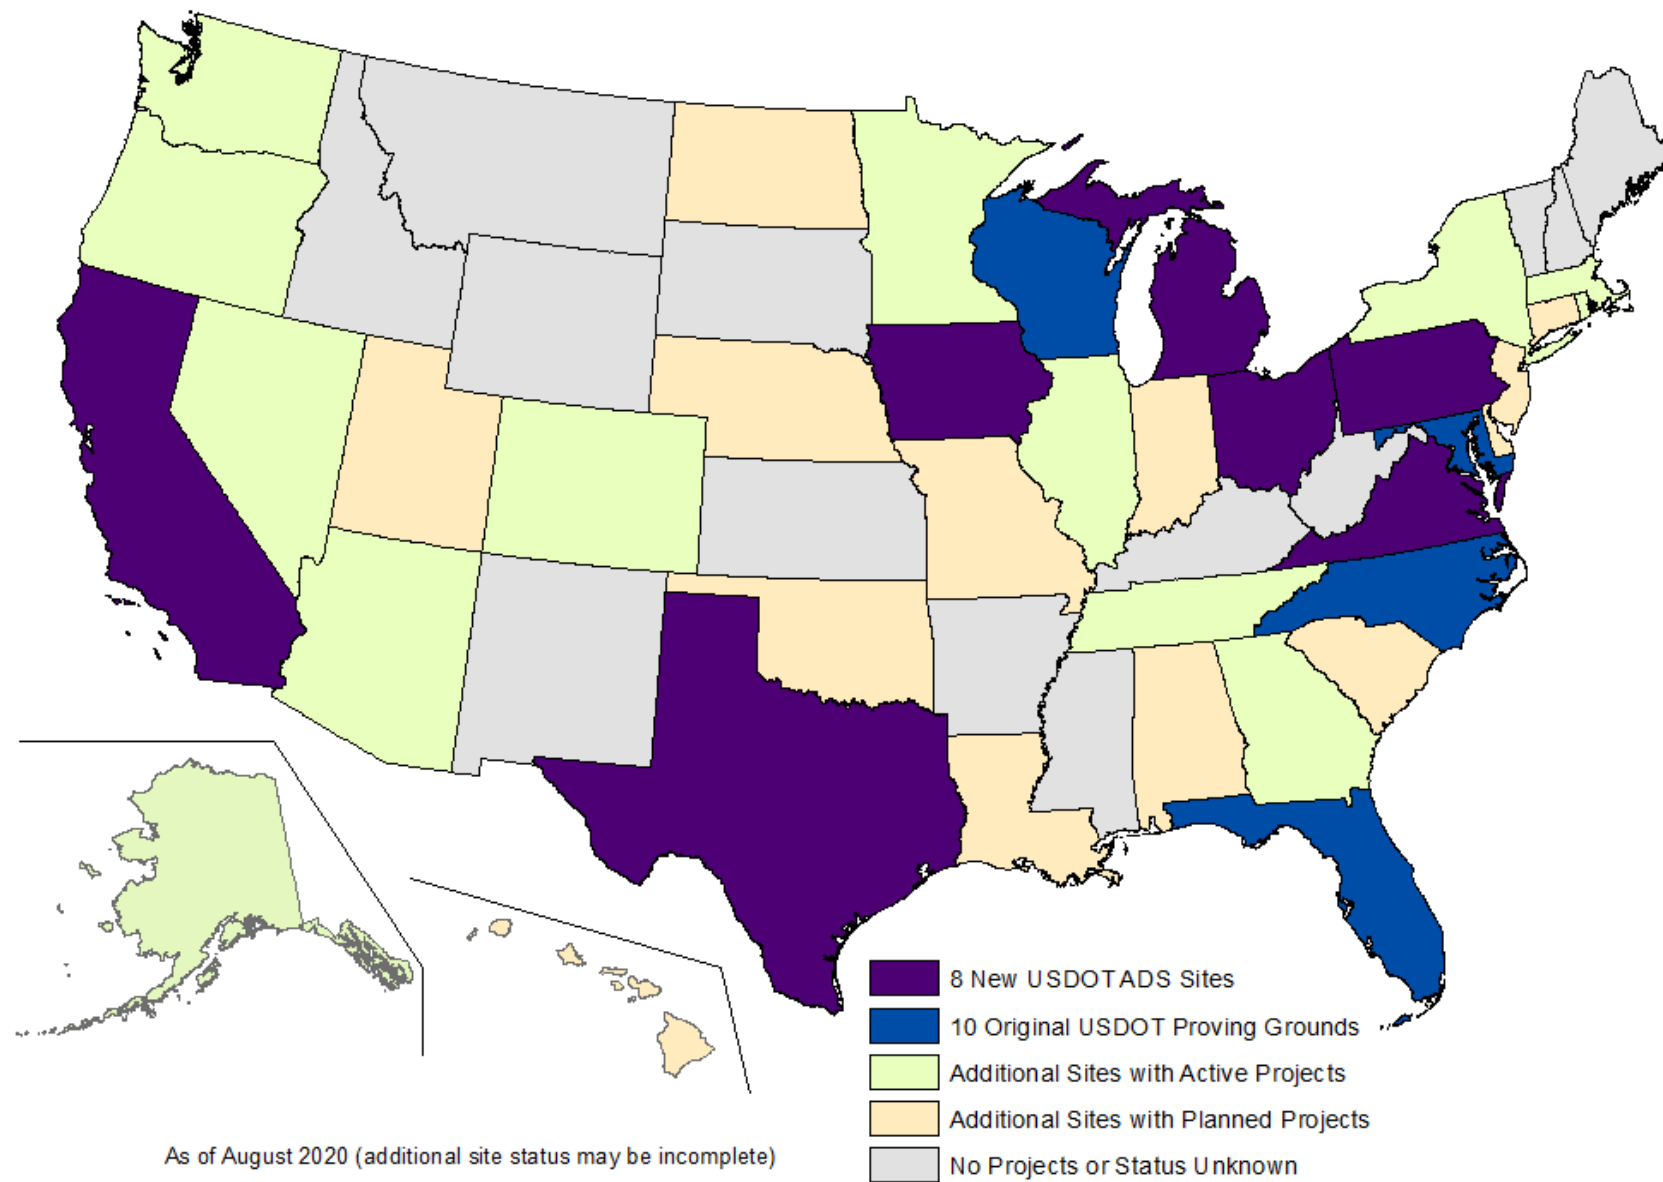 8 New USDOT ADS Sites
10 Original USDOT Proving Grounds
Additional Sites with Active Projects
Additional Sites with Planned Projects
No Projects or Status Unknown
As of August 2020 (additional site status may be incomplete)